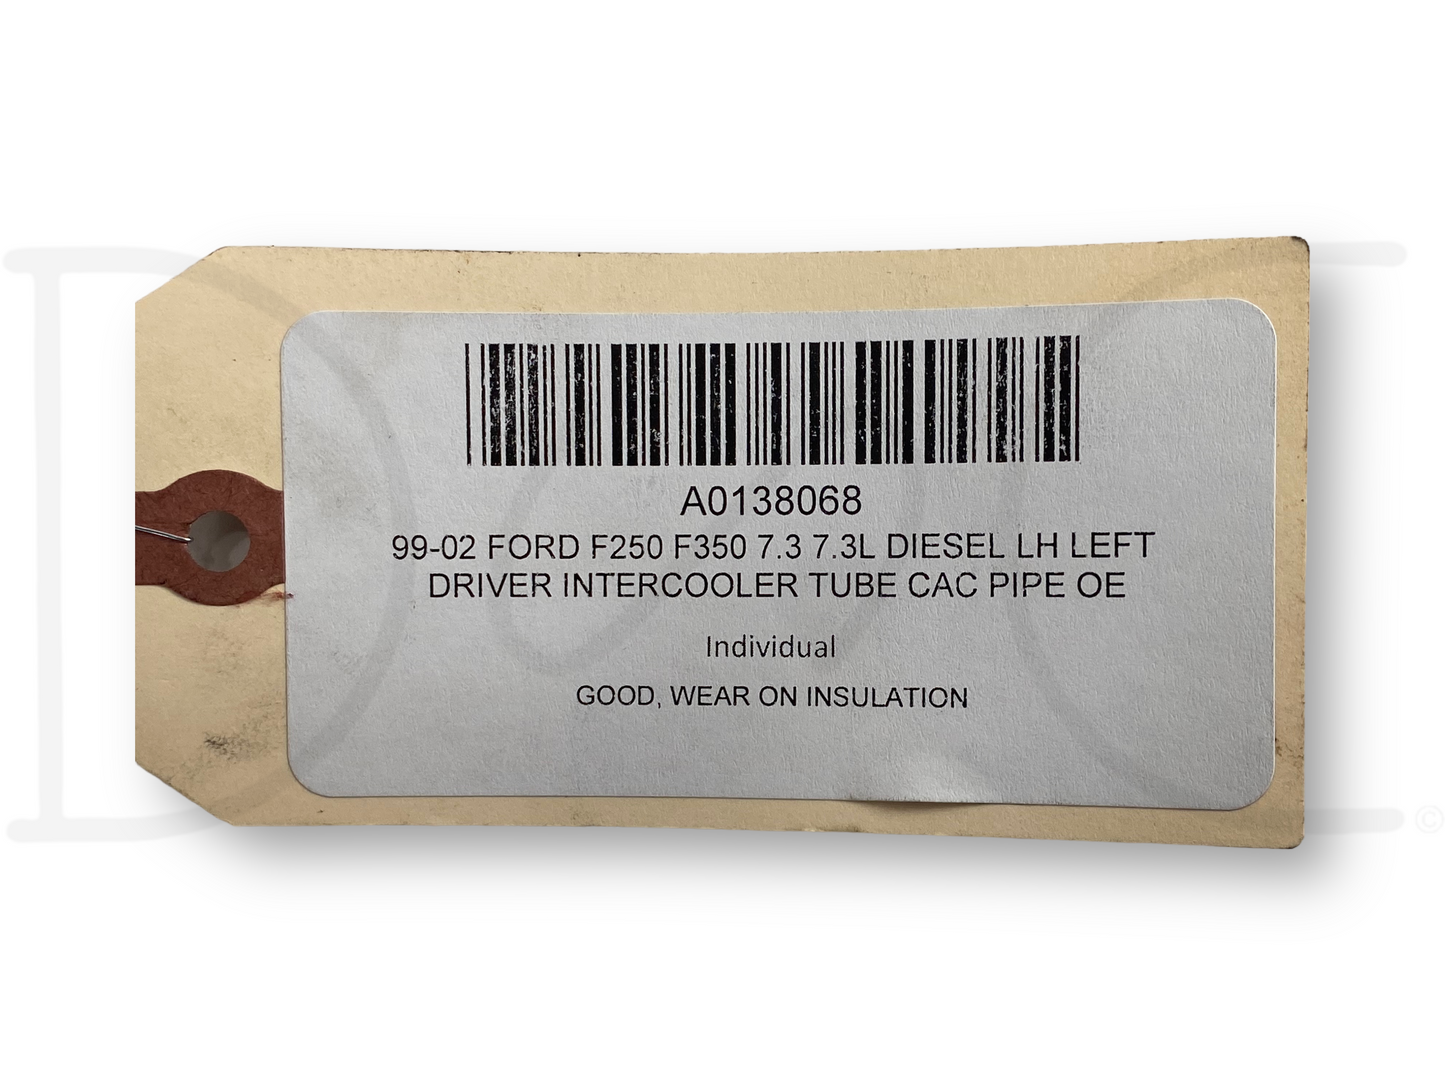 A0138068
99-02 FORD F250 F350 7.3 7.3L DIESEL LH LEFT
DRIVER INTERCOOLER TUBE CAC PIPE OE
Individual
GOOD, WEAR ON INSULATION
©